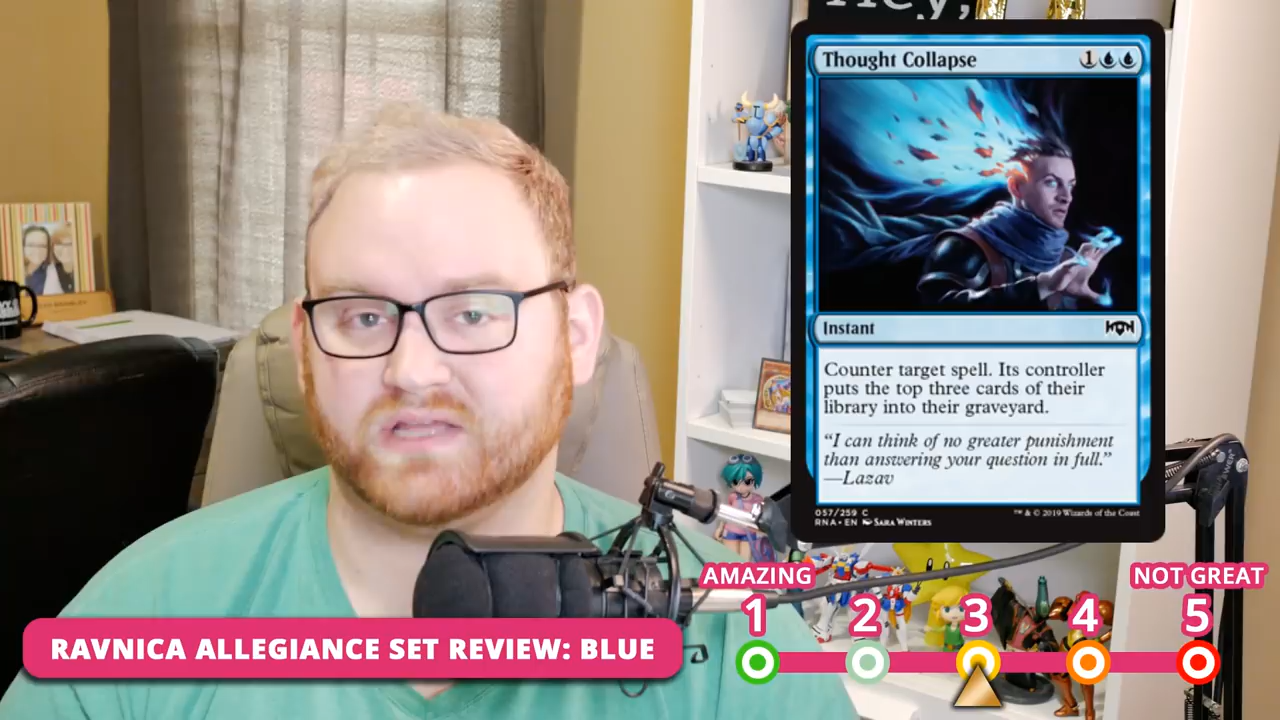 Hey,
Thought Collapse 1
Instant
Counter target spell. Its controller
puts the top three cards of their
library into their graveyard.
"I can think of no greater punishment
than answering your question in full."
—Lazav
057/259 C
RNA • EN Sara Winters
™ & © 2019 Wizards of the Coast
AMAZING
NOT GREAT
1 2 3 4 5
RAVNICA ALLEGIANCE SET REVIEW: BLUE